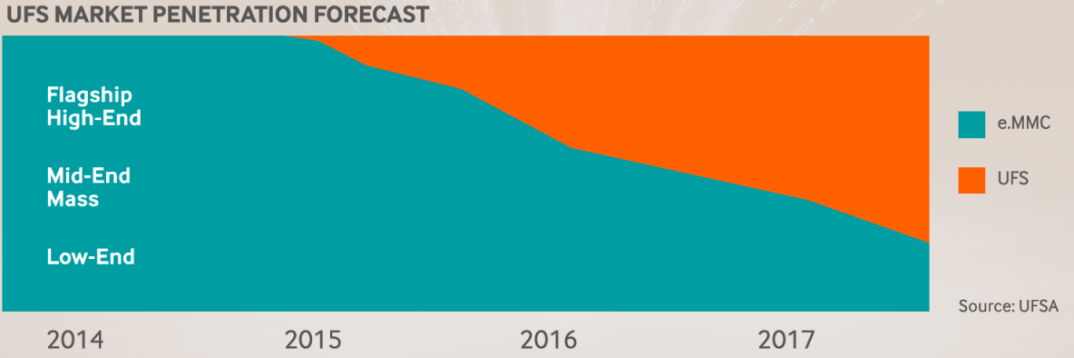 UFS MARKET PENETRATION FORECAST
Flagship
High-End
Mid-End
Mass
Low-End
e.MMC
UFS
Source: UFSA
2014 2015 2016 2017